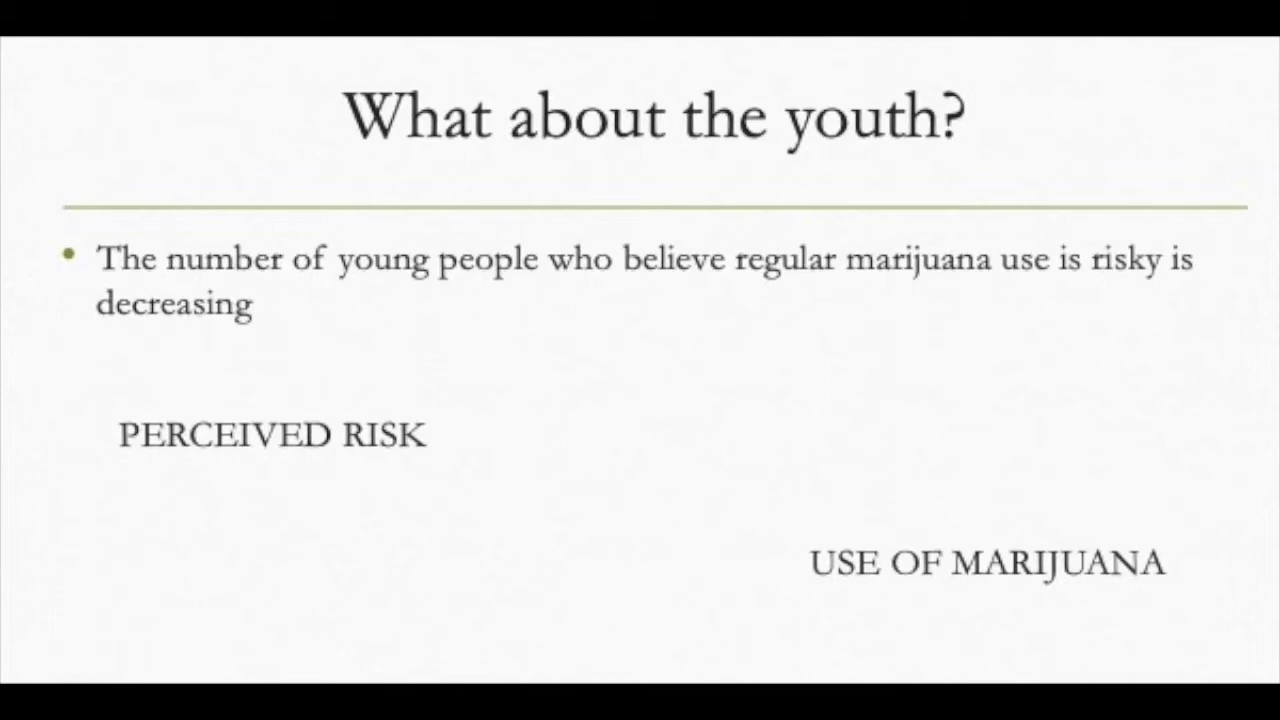 What about the youth?
• The number of young people who believe regular marijuana use is risky is
decreasing
PERCEIVED RISK
USE OF MARIJUANA